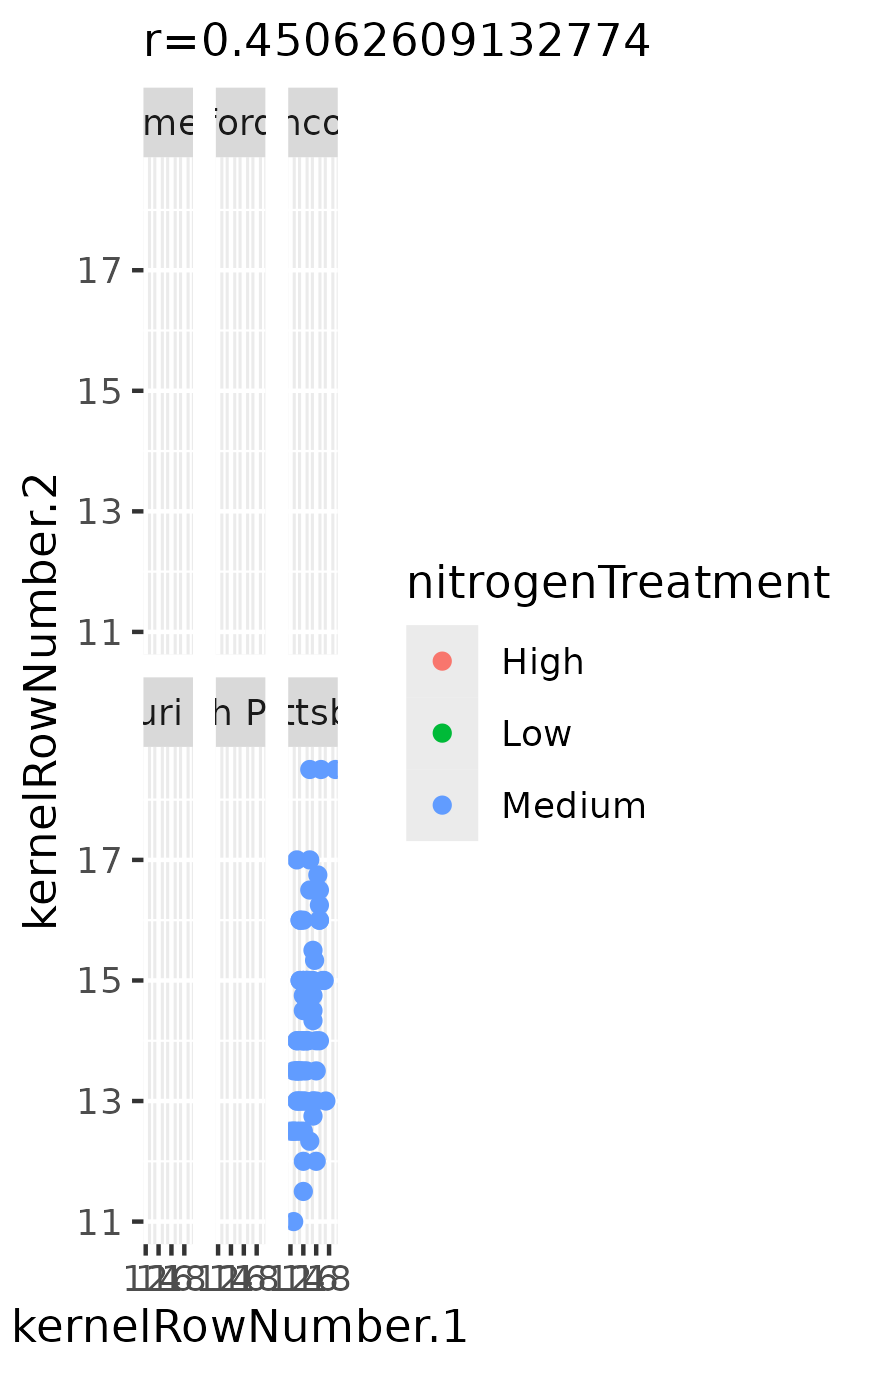 r=0.45062609132774
me ford nco
17
15
13
11
uri h P ttsb
17
15
13
11
kernelRowNumber.2
kernelRowNumber.1
nitrogenTreatment
High
Low
Medium